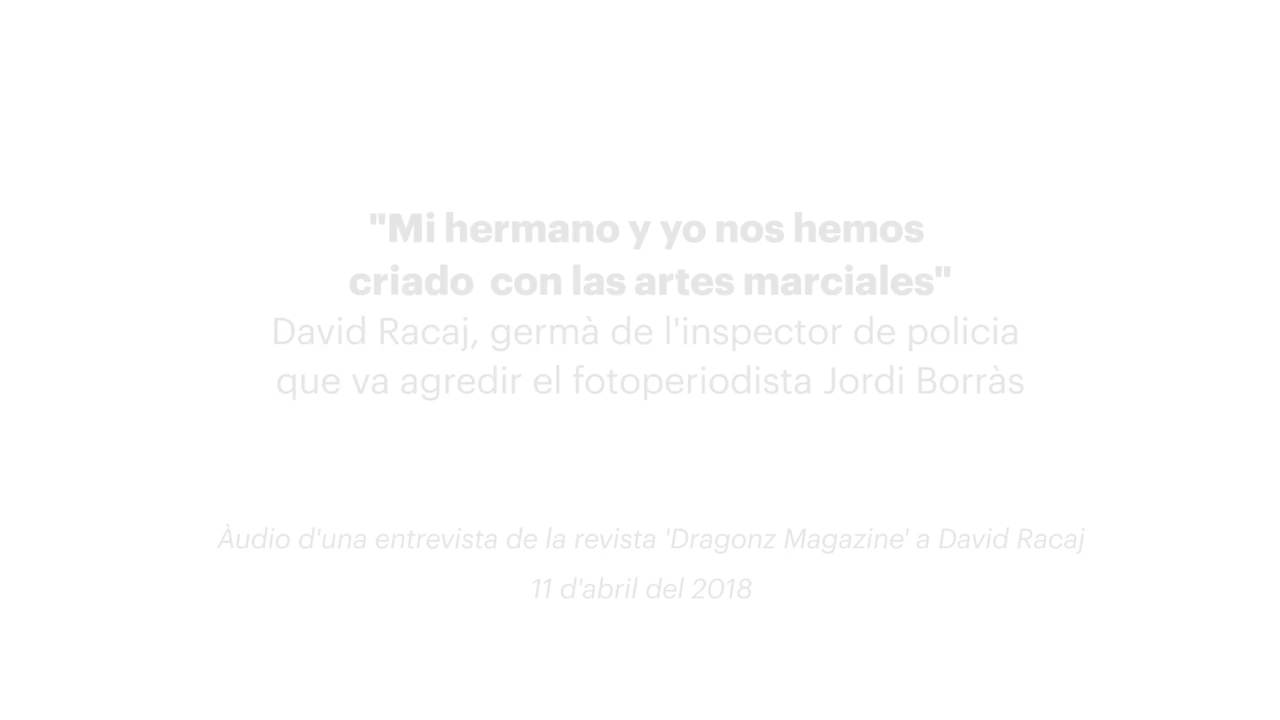 "Mi hermano y yo nos hemos
criado  con las artes marciales"
David Racaj, germà de l'inspector de policia
que va agredir el fotoperiodista Jordi Borràs
Àudio d'una entrevista de la revista 'Dragonz Magazine' a David Racaj
11 d'abril del 2018